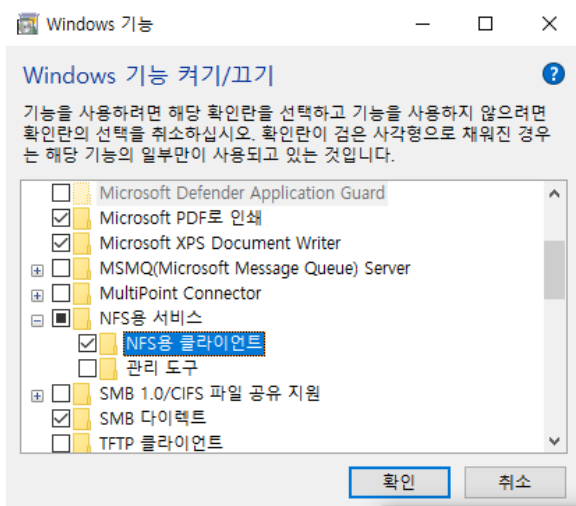 Windows 기능
Windows 기능 켜기/끄기
기능을 사용하려면 해당 확인란을 선택하고 기능을 사용하지 않으려면
확인란의 선택을 취소하십시오. 확인란이 검은 사각형으로 채워진 경우
는 해당 기능의 일부만이 사용되고 있는 것입니다.
Microsoft Defender Application Guard
Microsoft PDF로 인쇄
Microsoft XPS Document Writer
MSMQ(Microsoft Message Queue) Server
MultiPoint Connector
NFS용 서비스
NFS용 클라이언트
관리 도구
SMB 1.0/CIFS 파일 공유 지원
SMB 다이렉트
TFTP 클라이언트
확인 취소